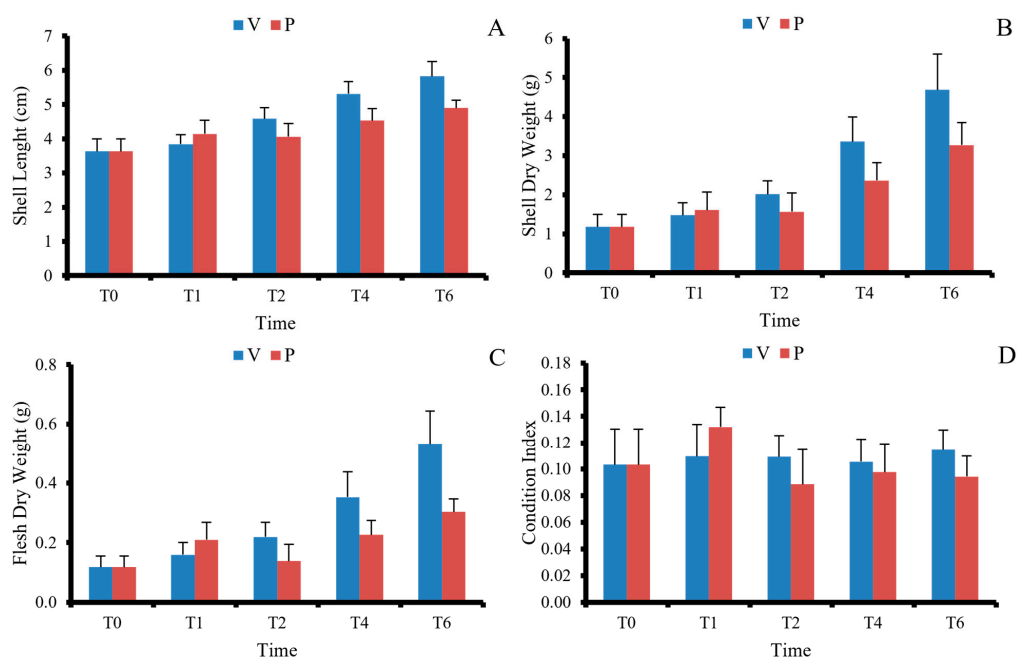 V P
A
Shell Lenght (cm)
7
6
5
4
3
2
1
0
T0 T1 T2 T4 T6
Time
V P
B
Shell Dry Weight (g)
6
5
4
3
2
1
0
T0 T1 T2 T4 T6
Time
V P
C
Flesh Dry Weight (g)
0.8
0.6
0.4
0.2
0.0
T0 T1 T2 T4 T6
Time
V P
D
Condition Index
0.18
0.16
0.14
0.12
0.10
0.08
0.06
0.04
0.02
0.00
T0 T1 T2 T4 T6
Time